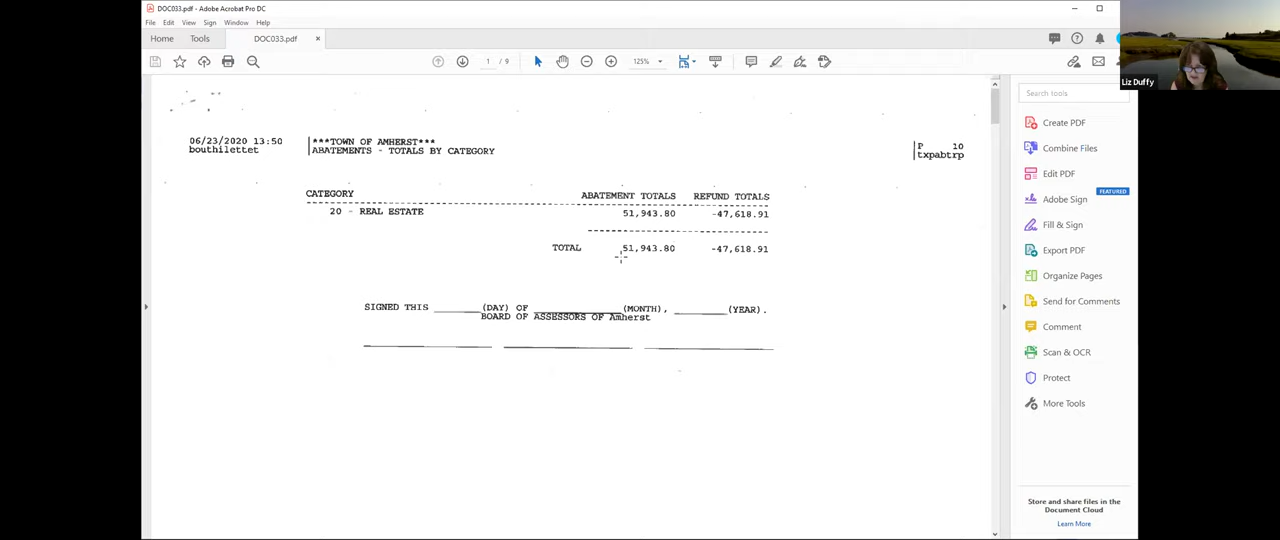 DOC033.pdf - Adobe Acrobat Pro DC
File Edit View Sign Window Help
Home Tools DOC033.pdf ×
1 / 9 125%
Liz Duffy
Search tools
Create PDF
Combine Files
Edit PDF
FEATURED
Adobe Sign
Fill & Sign
Export PDF
Organize Pages
Send for Comments
Comment
Scan & OCR
Protect
More Tools
Store and share files in the
Document Cloud
Learn More
06/23/2020 13:50 ***TOWN OF AMHERST*** P 10
bouthilettet ABATEMENTS - TOTALS BY CATEGORY txpabtrp
CATEGORY ABATEMENT TOTALS REFUND TOTALS
20 - REAL ESTATE 51,943.80 -47,618.91
TOTAL 51,943.80 -47,618.91
SIGNED THIS ______ (DAY) OF ____________ (MONTH), _______ (YEAR).
BOARD OF ASSESSORS OF Amherst